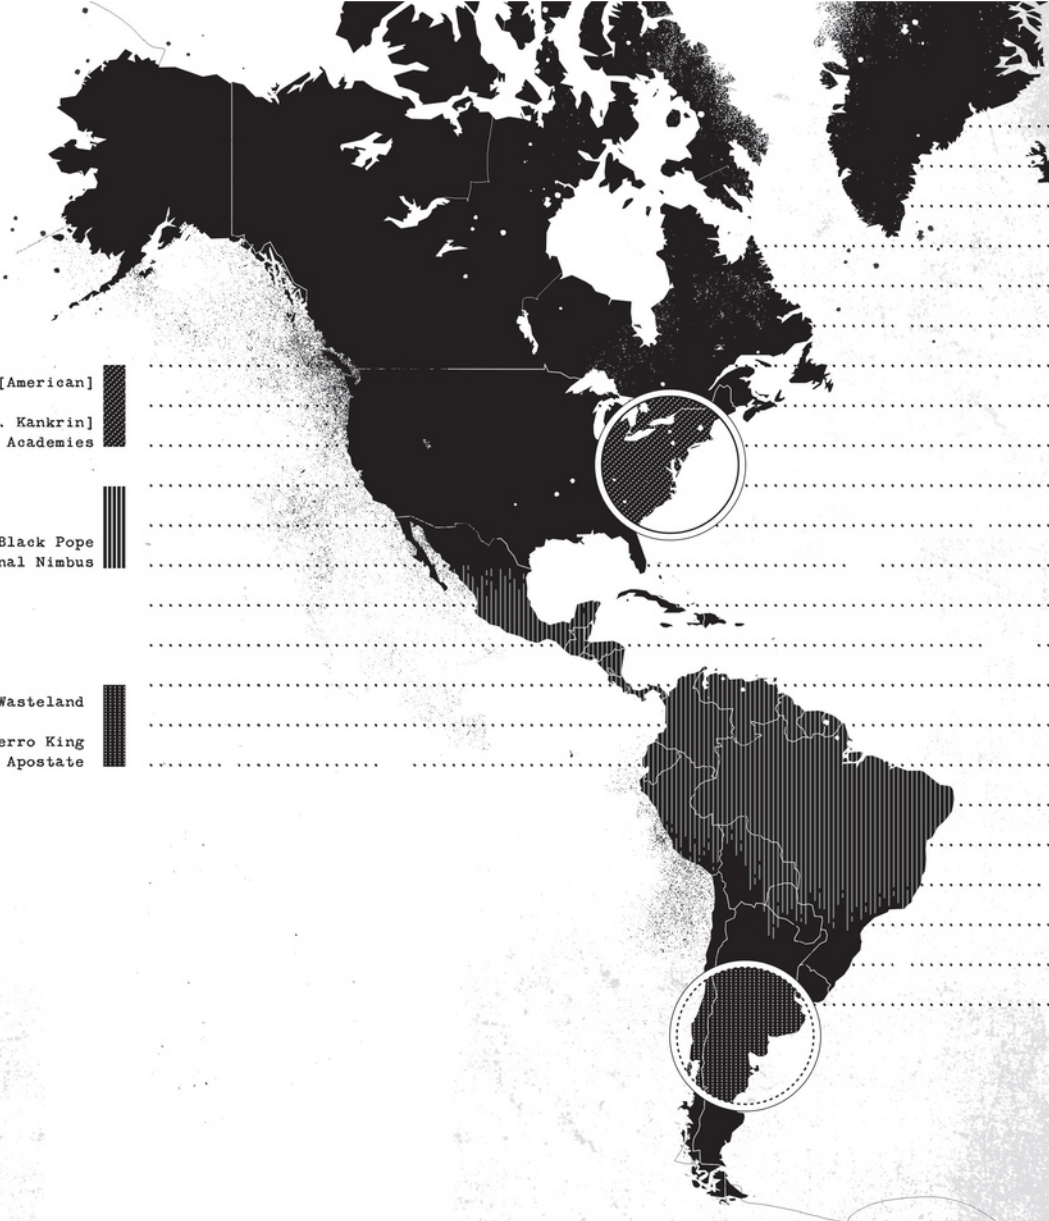 [American]
. Kankrin]
Academies
Black Pope
nal Nimbus
Wasteland
erro King
Apostate